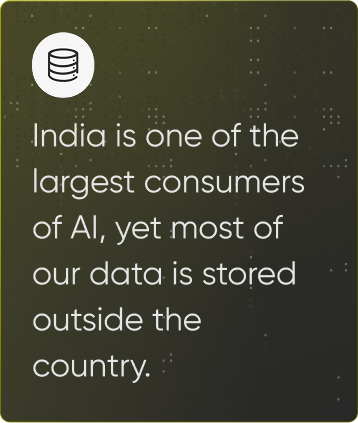 India is one of the
largest consumers
of AI, yet most of
our data is stored
outside the
country.